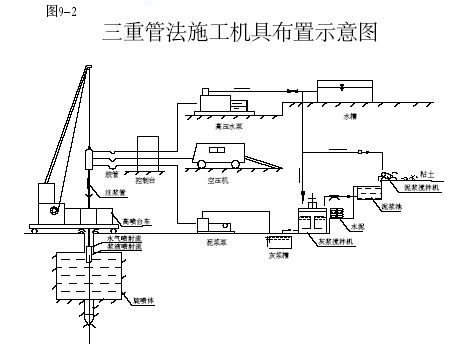 图9-2
三重管法施工机具布置示意图
高压水泵
水槽
胶管
控制台
空压机
粘土
泥浆搅拌机
泥浆池
注浆管
高喷台车
水气喷射流
浆液喷射流
泥浆泵
灰浆槽
水泥
灰浆搅拌机
旋喷体